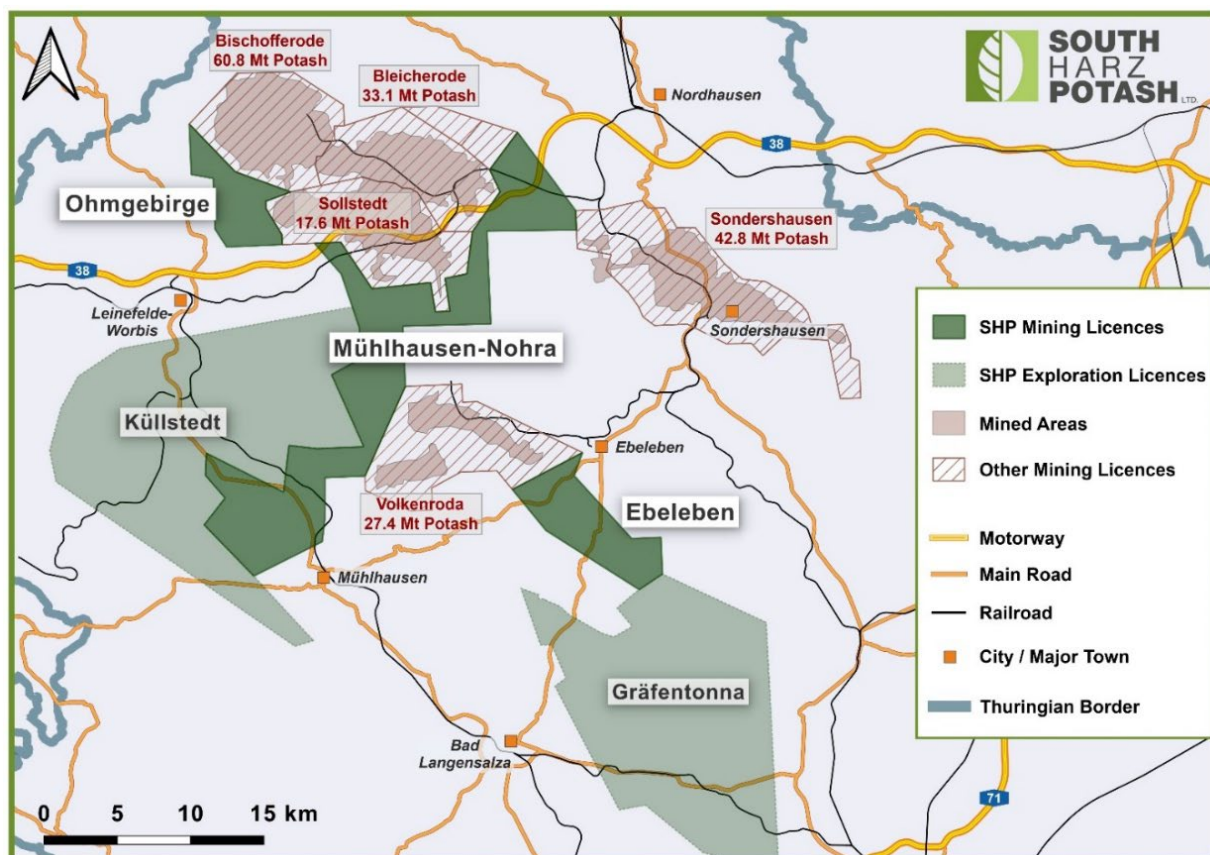 Bischofferode
60.8 Mt Potash
Bleicherode
33.1 Mt Potash
SOUTH
HARZ
POTASH LTD.
Nordhausen
38
Ohmgebirge
Sollstedt
17.6 Mt Potash
Sondershausen
42.8 Mt Potash
38
Leinefelde-
Worbis
Sondershausen
Mühlhausen-Nohra
Küllstedt
Ebeleben
Volkenroda
27.4 Mt Potash
Ebeleben
Mühlhausen
Gräfentonna
Bad
Langensalza
SHP Mining Licences
SHP Exploration Licences
Mined Areas
Other Mining Licences
Motorway
Main Road
Railroad
City / Major Town
Thuringian Border
71
0 5 10 15 km